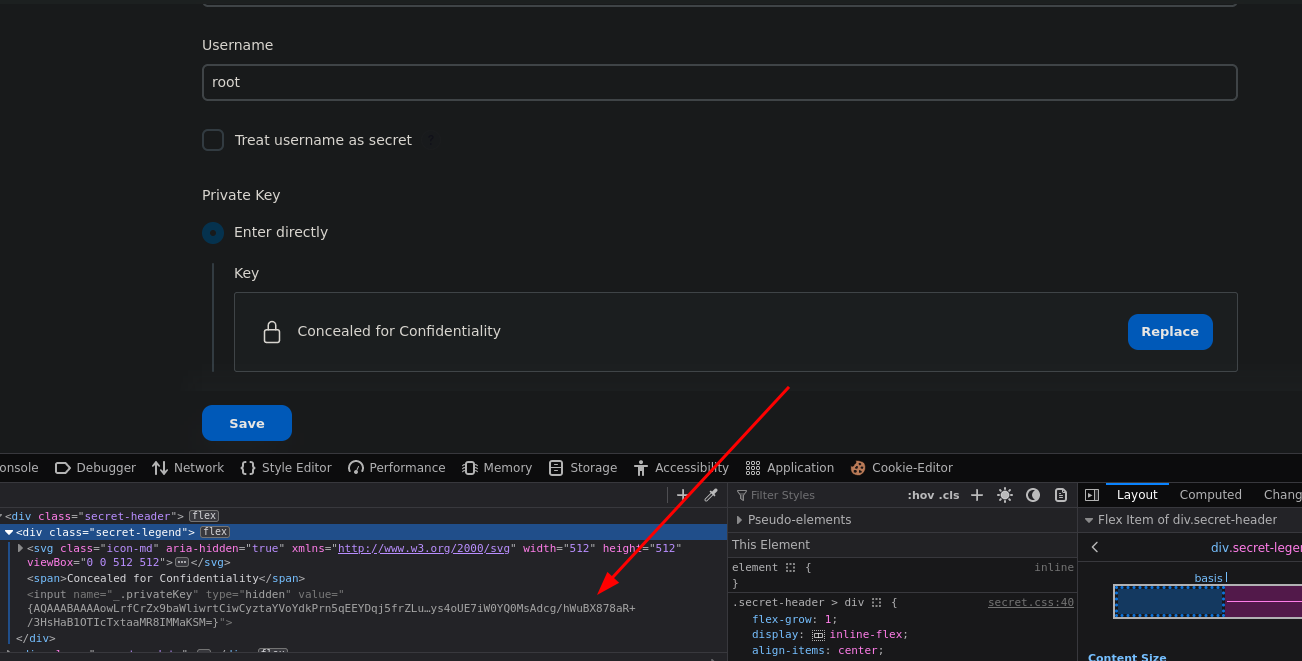 Username
root
Treat username as secret ?
Private Key
Enter directly
Key
Concealed for Confidentiality
Replace
Save
onsole Debugger Network Style Editor Performance Memory Storage Accessibility Application Cookie-Editor
+ Filter Styles :hov .cls + Layout Computed Chang
<div class="secret-header"> flex
<div class="secret-legend"> flex
<svg class="icon-md" aria-hidden="true" xmlns="http://www.w3.org/2000/svg" width="512" height="512"
viewBox="0 0 512 512"></svg>
<span>Concealed for Confidentiality</span>
<input name="_.privateKey" type="hidden" value="
{AQAAABAAAAowLrfCrZx9baWliwrtCiwCyztaYVoYdkPrn5qEEYDqj5frZLu…ys4oUE7iW0YQ0MsAdcg/hWuBX878aR+
/3HsHaB1OTIcTxtaaMR8IMMaKSM=}">
</div>
Pseudo-elements
This Element
element { inline
}
.secret-header > div { secret.css:40
flex-grow: 1;
display: inline-flex;
align-items: center;
Flex Item of div.secret-header
div.secret-lege
basis
Content Size